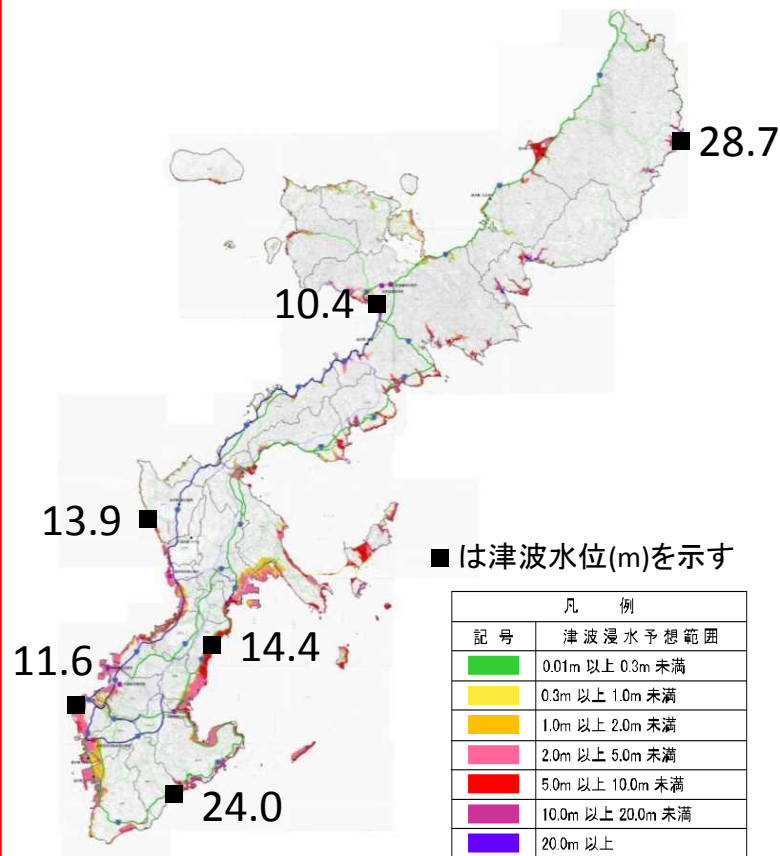 28.7
10.4
13.9
■は津波水位(m)を示す
14.4
11.6
24.0
凡 例
記 号 津 波 浸 水 予 想 範 囲
0.01m 以上 0.3m 未満
0.3m 以上 1.0m 未満
1.0m 以上 2.0m 未満
2.0m 以上 5.0m 未満
5.0m 以上 10.0m 未満
10.0m 以上 20.0m 未満
20.0m 以上